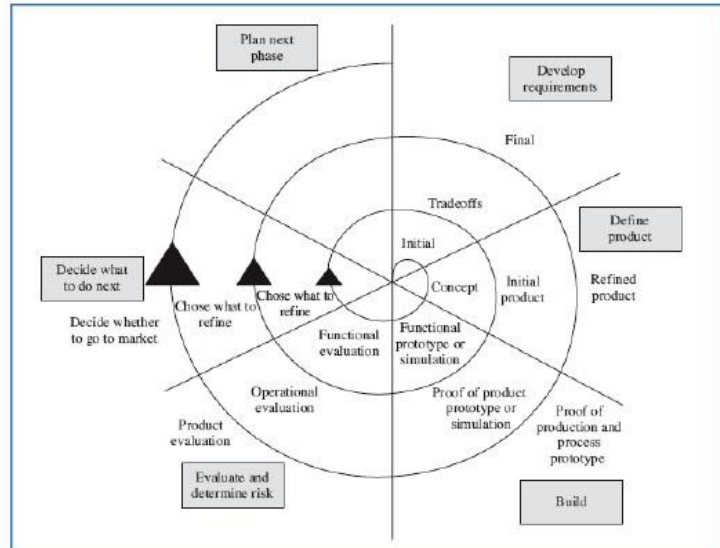 Plan next
phase
Develop
requirements
Final
Tradeoffs
Define
product
Initial
Decide what
to do next
Concept
Initial
product
Refined
product
Chose what to
refine
Chose what to
refine
Decide whether
to go to market
Functional
evaluation
Functional
prototype or
simulation
Operational
evaluation
Proof of product
prototype or
simulation
Product
evaluation
Proof of
production and
process
prototype
Evaluate and
determine risk
Build